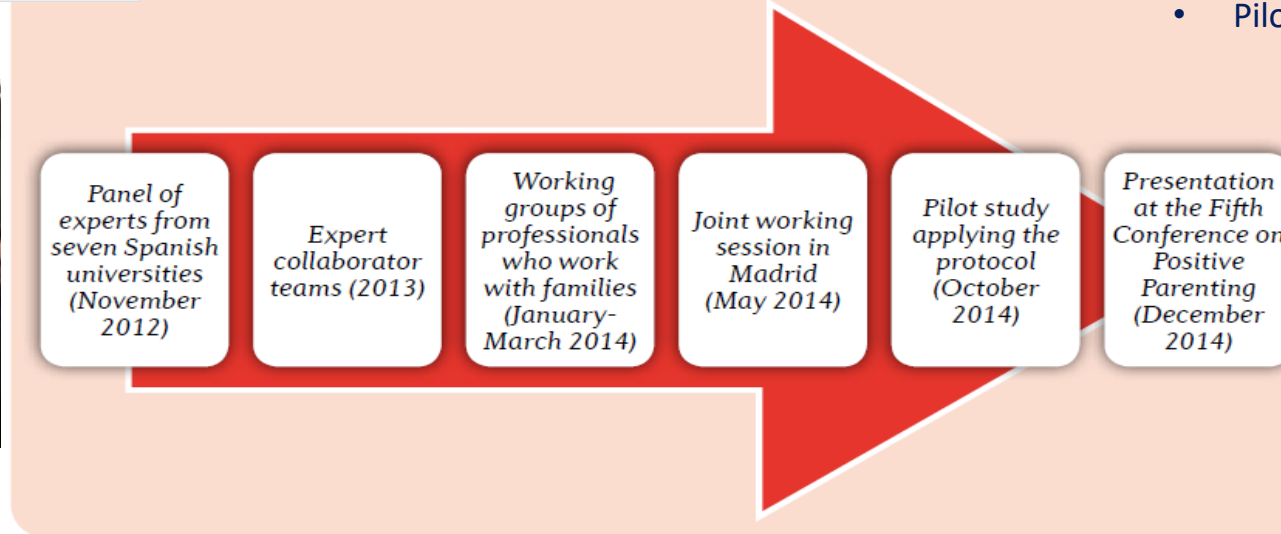 • Pilo
Panel of
experts from
seven Spanish
universities
(November
2012)
Expert
collaborator
teams (2013)
Working
groups of
professionals
who work
with families
(January-
March 2014)
Joint working
session in
Madrid
(May 2014)
Pilot study
applying the
protocol
(October
2014)
Presentation
at the Fifth
Conference on
Positive
Parenting
(December
2014)